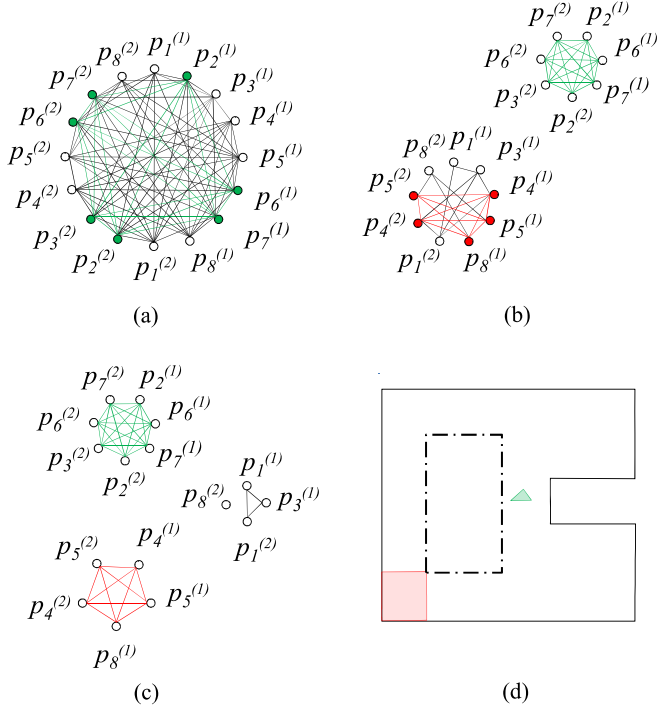 p₁⁽¹⁾
p₈⁽²⁾ p₂⁽¹⁾
p₇⁽²⁾ p₃⁽¹⁾
p₆⁽²⁾ p₄⁽¹⁾
p₅⁽²⁾ p₅⁽¹⁾
p₄⁽²⁾ p₆⁽¹⁾
p₃⁽²⁾ p₇⁽¹⁾
p₂⁽²⁾ p₁⁽²⁾ p₈⁽¹⁾
(a)
p₇⁽²⁾ p₂⁽¹⁾
p₆⁽²⁾ p₆⁽¹⁾
p₃⁽²⁾ p₇⁽¹⁾
p₂⁽²⁾
p₈⁽²⁾ p₁⁽¹⁾ p₃⁽¹⁾
p₅⁽²⁾ p₄⁽¹⁾
p₄⁽²⁾ p₅⁽¹⁾
p₁⁽²⁾ p₈⁽¹⁾
(b)
p₇⁽²⁾ p₂⁽¹⁾
p₆⁽²⁾ p₆⁽¹⁾
p₃⁽²⁾ p₇⁽¹⁾
p₂⁽²⁾
p₁⁽¹⁾
p₈⁽²⁾ p₃⁽¹⁾
p₁⁽²⁾
p₅⁽²⁾ p₄⁽¹⁾
p₄⁽²⁾ p₅⁽¹⁾
p₈⁽¹⁾
(c)
(d)